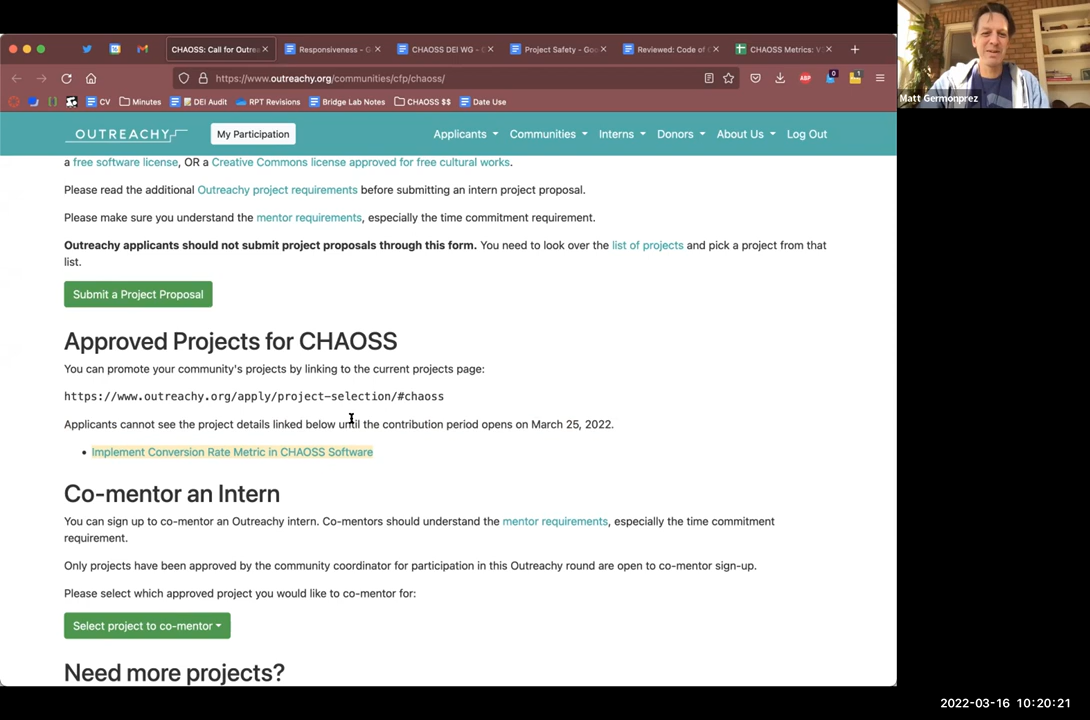 CHAOSS: Call for Outrea
Responsiveness - G
CHAOSS DEI WG - G
Project Safety - Goo
Reviewed: Code of
CHAOSS Metrics: V
https://www.outreachy.org/communities/cfp/chaoss/
CV
Minutes
DEI Audit
RPT Revisions
Bridge Lab Notes
CHAOSS $$
Date Use
OUTREACHY
My Participation
Applicants
Communities
Interns
Donors
About Us
Log Out
a free software license, OR a Creative Commons license approved for free cultural works.
Please read the additional Outreachy project requirements before submitting an intern project proposal.
Please make sure you understand the mentor requirements, especially the time commitment requirement.
Outreachy applicants should not submit project proposals through this form. You need to look over the list of projects and pick a project from that
list.
Submit a Project Proposal
Approved Projects for CHAOSS
You can promote your community's projects by linking to the current projects page:
https://www.outreachy.org/apply/project-selection/#chaoss
Applicants cannot see the project details linked below until the contribution period opens on March 25, 2022.
• Implement Conversion Rate Metric in CHAOSS Software
Co-mentor an Intern
You can sign up to co-mentor an Outreachy intern. Co-mentors should understand the mentor requirements, especially the time commitment
requirement.
Only projects have been approved by the community coordinator for participation in this Outreachy round are open to co-mentor sign-up.
Please select which approved project you would like to co-mentor for:
Select project to co-mentor
Need more projects?
Matt Germonprez
2022-03-16 10:20:21